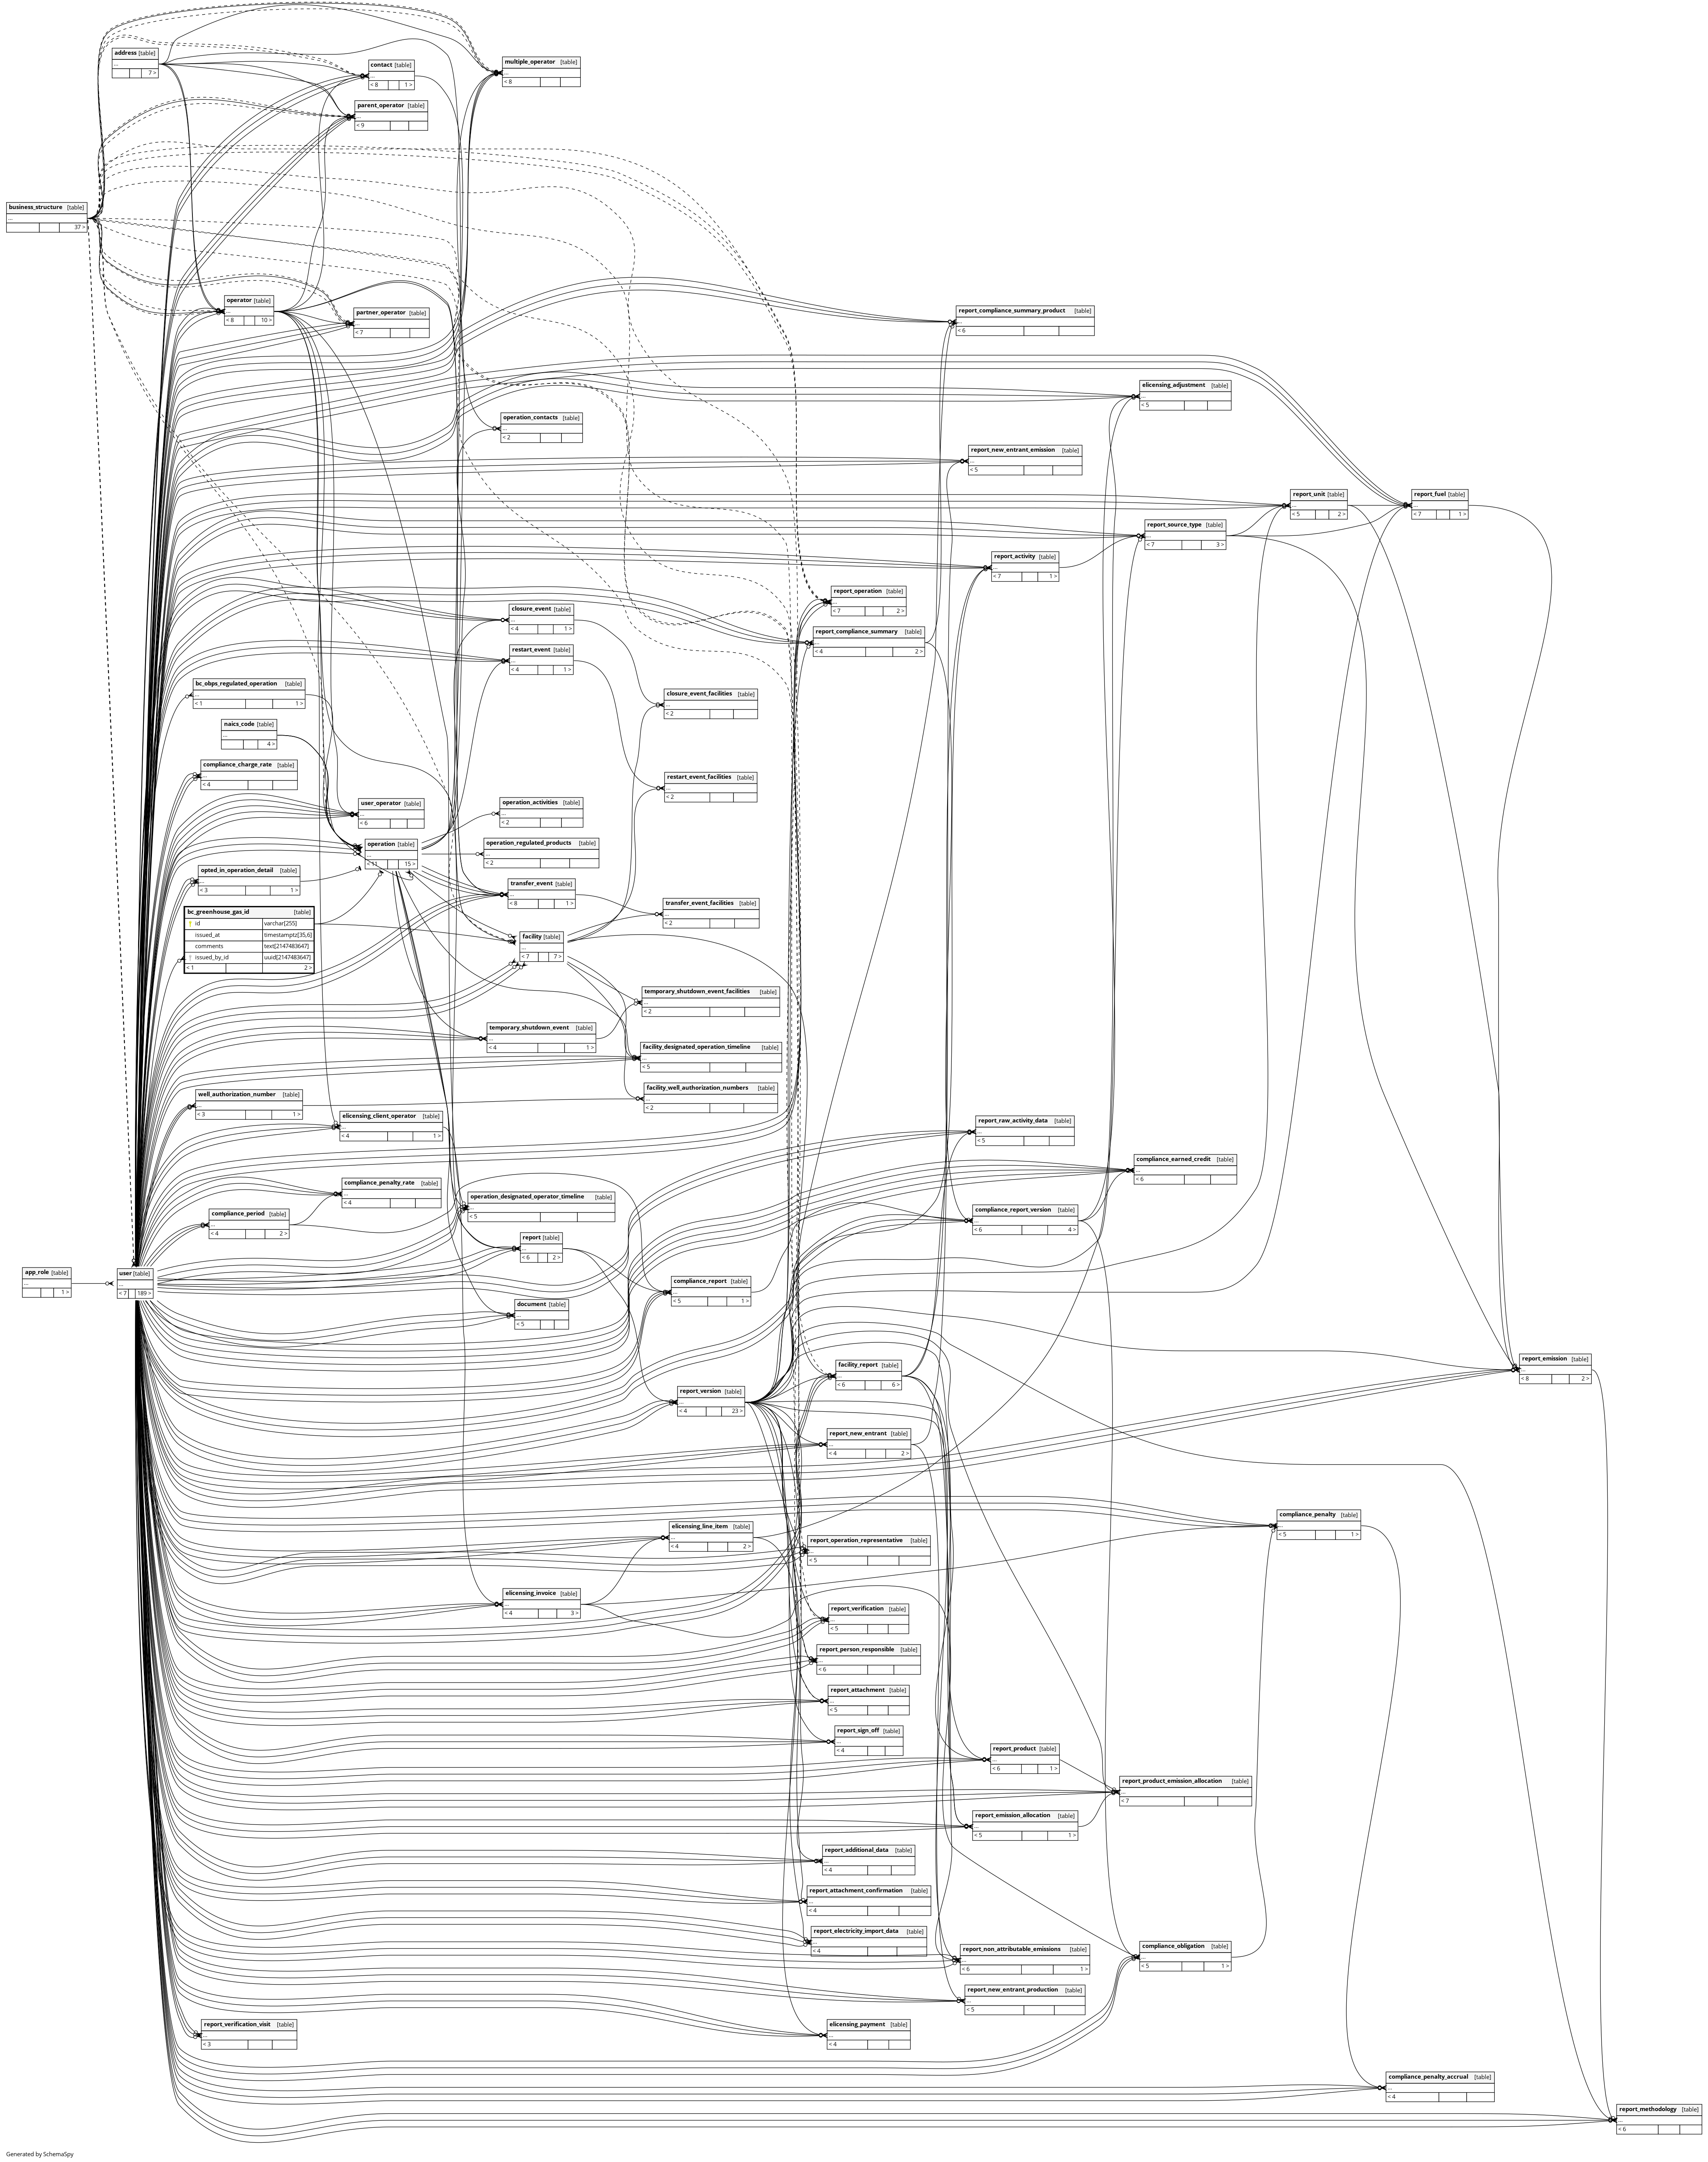 address [table]
...
7 >
contact [table]
...
< 8 1 >
multiple_operator [table]
...
< 8
parent_operator [table]
...
< 9
business_structure [table]
...
37 >
operator [table]
...
< 8 10 >
partner_operator [table]
...
< 7
report_compliance_summary_product [table]
...
< 6
elicensing_adjustment [table]
...
< 5
operation_contacts [table]
...
< 2
report_new_entrant_emission [table]
...
< 5
report_unit [table]
...
< 5 2 >
report_fuel [table]
...
< 7 1 >
report_source_type [table]
...
< 7 3 >
report_activity [table]
...
< 7 1 >
report_operation [table]
...
< 7 2 >
closure_event [table]
...
< 4 1 >
report_compliance_summary [table]
...
< 4 2 >
restart_event [table]
...
< 4 1 >
bc_obps_regulated_operation [table]
...
< 1 1 >
closure_event_facilities [table]
...
< 2
naics_code [table]
...
4 >
compliance_charge_rate [table]
...
< 4
restart_event_facilities [table]
...
< 2
user_operator [table]
...
< 6
operation_activities [table]
...
< 2
operation [table]
...
< 11 15 >
operation_regulated_products [table]
...
< 2
opted_in_operation_detail [table]
...
< 3 1 >
transfer_event [table]
...
< 8 1 >
transfer_event_facilities [table]
...
< 2
bc_greenhouse_gas_id [table]
id varchar[255]
issued_at timestamptz[35,6]
comments text[2147483647]
issued_by_id uuid[2147483647]
< 1 2 >
facility [table]
...
< 7 7 >
temporary_shutdown_event_facilities [table]
...
< 2
temporary_shutdown_event [table]
...
< 4 1 >
facility_designated_operation_timeline [table]
...
< 5
facility_well_authorization_numbers [table]
...
< 2
well_authorization_number [table]
...
< 3 1 >
elicensing_client_operator [table]
...
< 4 1 >
report_raw_activity_data [table]
...
< 5
compliance_earned_credit [table]
...
< 6
compliance_penalty_rate [table]
...
< 4
operation_designated_operator_timeline [table]
...
< 5
compliance_period [table]
...
< 4 2 >
compliance_report_version [table]
...
< 6 4 >
report [table]
...
< 6 2 >
app_role [table]
...
1 >
user [table]
...
< 7 189 >
compliance_report [table]
...
< 5 1 >
document [table]
...
< 5
report_emission [table]
...
< 8 2 >
facility_report [table]
...
< 6 6 >
report_version [table]
...
< 4 23 >
report_new_entrant [table]
...
< 4 2 >
compliance_penalty [table]
...
< 5 1 >
elicensing_line_item [table]
...
< 4 2 >
report_operation_representative [table]
...
< 5
elicensing_invoice [table]
...
< 4 3 >
report_verification [table]
...
< 5
report_person_responsible [table]
...
< 6
report_attachment [table]
...
< 5
report_sign_off [table]
...
< 4
report_product [table]
...
< 6 1 >
report_product_emission_allocation [table]
...
< 7
report_emission_allocation [table]
...
< 5 1 >
report_additional_data [table]
...
< 4
report_attachment_confirmation [table]
...
< 4
report_electricity_import_data [table]
...
< 4
report_non_attributable_emissions [table]
...
< 6 1 >
compliance_obligation [table]
...
< 5 1 >
report_new_entrant_production [table]
...
< 5
report_verification_visit [table]
...
< 3
elicensing_payment [table]
...
< 4
compliance_penalty_accrual [table]
...
< 4
report_methodology [table]
...
< 6
Generated by SchemaSpy